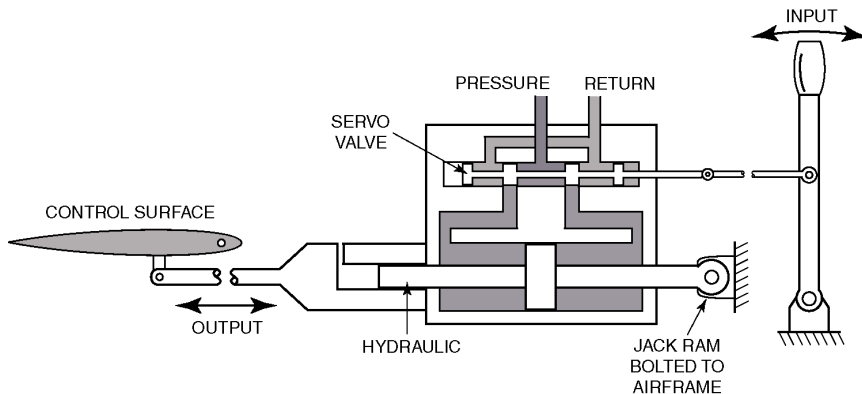 INPUT
PRESSURE
RETURN
SERVO
VALVE
CONTROL SURFACE
OUTPUT
HYDRAULIC
JACK RAM
BOLTED TO
AIRFRAME